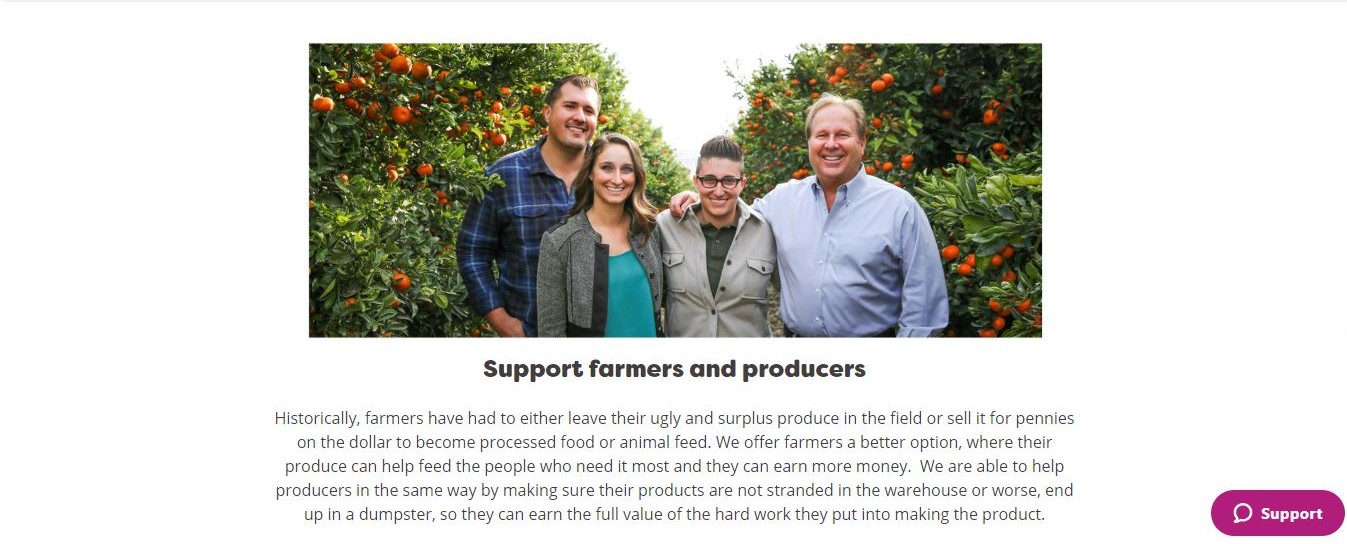 Support farmers and producers
Historically, farmers have had to either leave their ugly and surplus produce in the field or sell it for pennies
on the dollar to become processed food or animal feed. We offer farmers a better option, where their
produce can help feed the people who need it most and they can earn more money.  We are able to help
producers in the same way by making sure their products are not stranded in the warehouse or worse, end
up in a dumpster, so they can earn the full value of the hard work they put into making the product.
Support